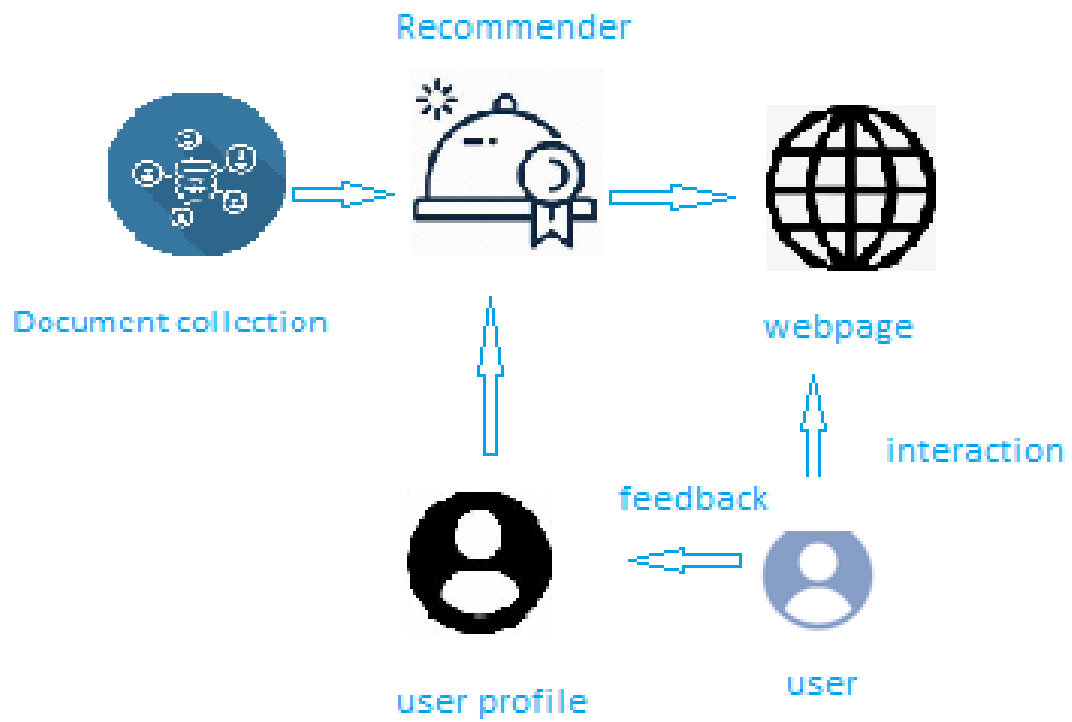 Recommender
Document collection
webpage
interaction
feedback
user profile
user